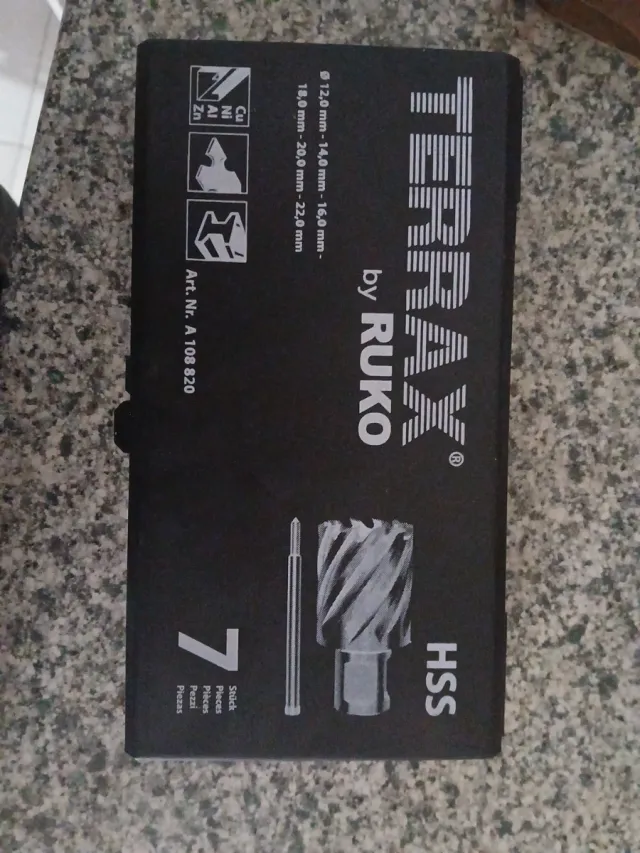 TERRAX®
by RUKO
Ø 12,0 mm - 14,0 mm - 16,0 mm -
18,0 mm - 20,0 mm - 22,0 mm
Cu
Ni
Al
Zn
Art. Nr. A 108 820
HSS
7
Stück
Pieces
Pièces
Pezzi
Piezas